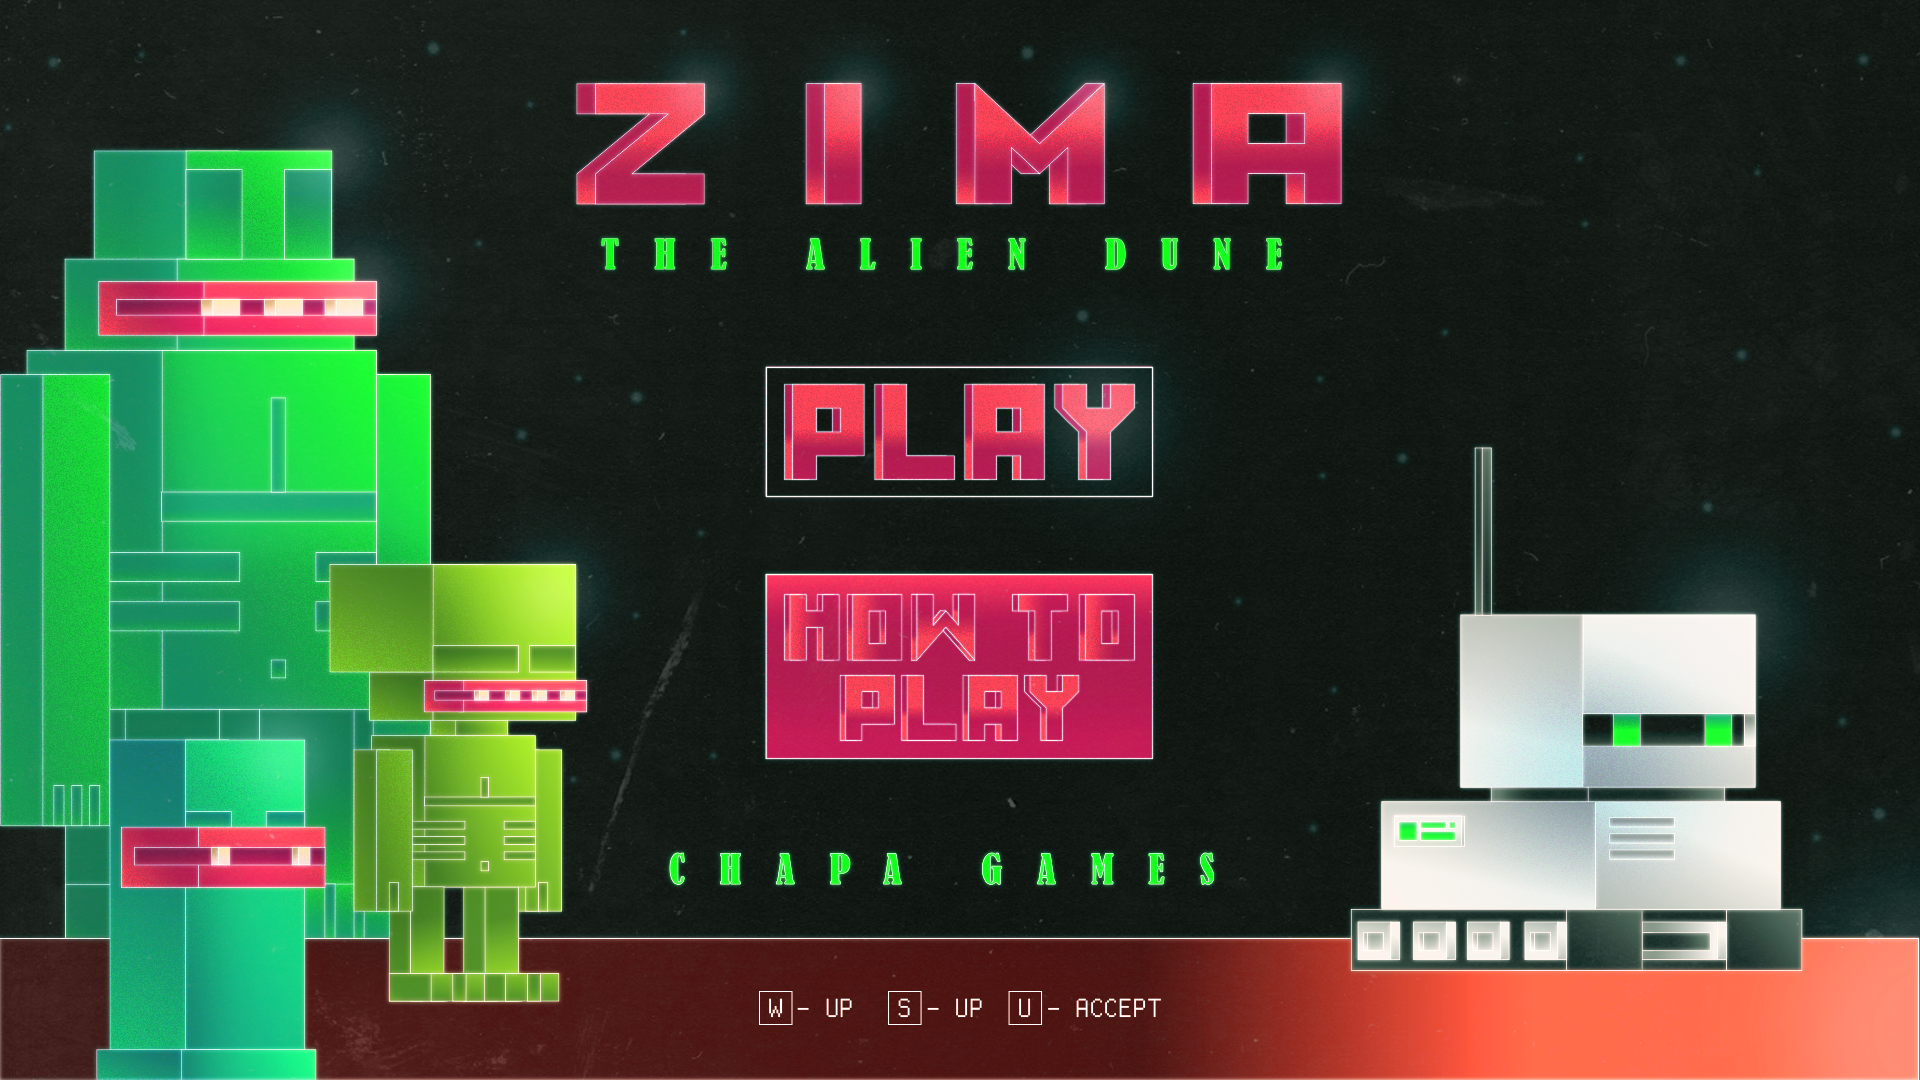 ZIMA
THE ALIEN DUNE
PLAY
HOW TO
PLAY
CHAPA GAMES
W - UP S - UP U - ACCEPT